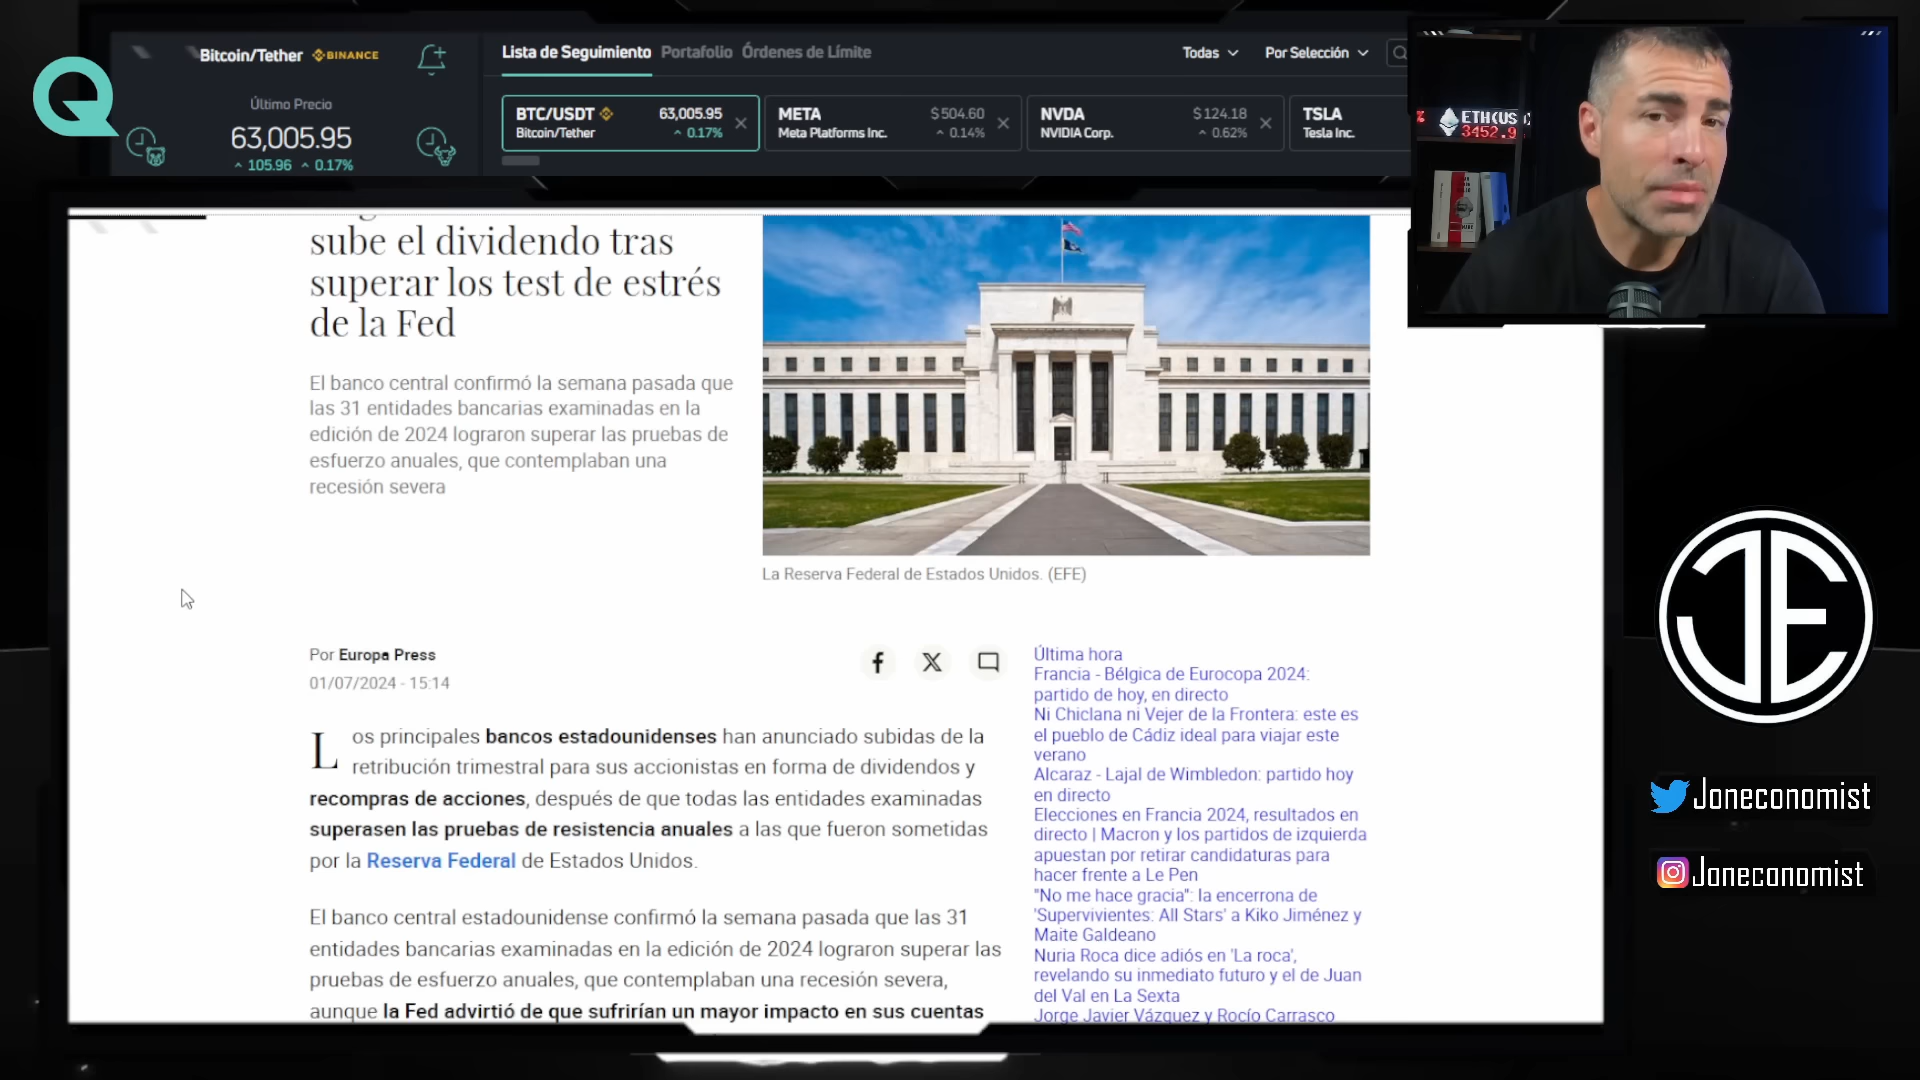 Bitcoin/Tether BINANCE
Último Precio
63,005.95
105.96 0.17%
Lista de Seguimiento Portafolio Órdenes de Límite
Todas Por Selección
BTC/USDT 63,005.95
Bitcoin/Tether 0.17%
META $504.60
Meta Platforms Inc. 0.14%
NVDA $124.18
NVIDIA Corp. 0.62%
TSLA
Tesla Inc.
ETH(US
3452.9
sube el dividendo tras
superar los test de estrés
de la Fed
El banco central confirmó la semana pasada que
las 31 entidades bancarias examinadas en la
edición de 2024 lograron superar las pruebas de
esfuerzo anuales, que contemplaban una
recesión severa
La Reserva Federal de Estados Unidos. (EFE)
Por Europa Press
01/07/2024 - 15:14
Los principales bancos estadounidenses han anunciado subidas de la
retribución trimestral para sus accionistas en forma de dividendos y
recompras de acciones, después de que todas las entidades examinadas
superasen las pruebas de resistencia anuales a las que fueron sometidas
por la Reserva Federal de Estados Unidos.
El banco central estadounidense confirmó la semana pasada que las 31
entidades bancarias examinadas en la edición de 2024 lograron superar las
pruebas de esfuerzo anuales, que contemplaban una recesión severa,
aunque la Fed advirtió de que sufrirían un mayor impacto en sus cuentas
Última hora
Francia - Bélgica de Eurocopa 2024:
partido de hoy, en directo
Ni Chiclana ni Vejer de la Frontera: este es
el pueblo de Cádiz ideal para viajar este
verano
Alcaraz - Lajal de Wimbledon: partido hoy
en directo
Elecciones en Francia 2024, resultados en
directo | Macron y los partidos de izquierda
apuestan por retirar candidaturas para
hacer frente a Le Pen
"No me hace gracia": la encerrona de
'Supervivientes: All Stars' a Kiko Jiménez y
Maite Galdeano
Nuria Roca dice adiós en 'La roca',
revelando su inmediato futuro y el de Juan
del Val en La Sexta
Jorge Javier Vázquez y Rocío Carrasco
JE
Joneconomist
Joneconomist